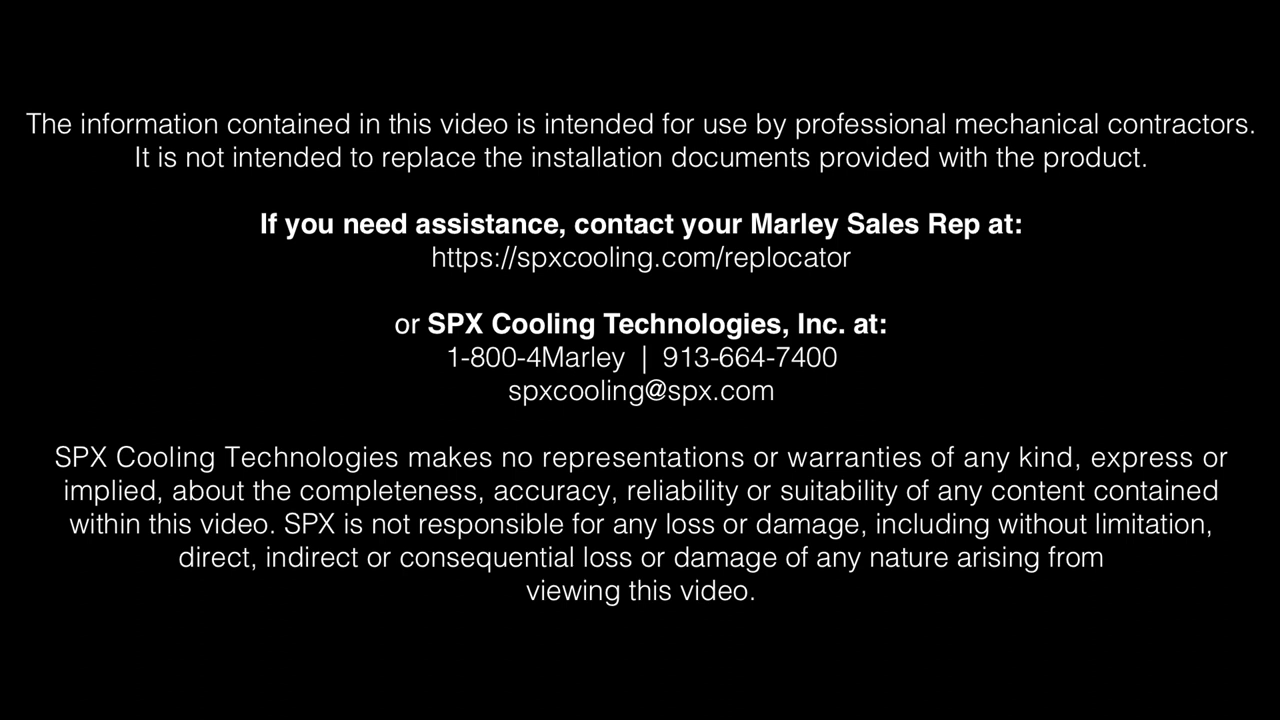 The information contained in this video is intended for use by professional mechanical contractors.
It is not intended to replace the installation documents provided with the product.
If you need assistance, contact your Marley Sales Rep at:
https://spxcooling.com/replocator
or SPX Cooling Technologies, Inc. at:
1-800-4Marley | 913-664-7400
spxcooling@spx.com
SPX Cooling Technologies makes no representations or warranties of any kind, express or
implied, about the completeness, accuracy, reliability or suitability of any content contained
within this video. SPX is not responsible for any loss or damage, including without limitation,
direct, indirect or consequential loss or damage of any nature arising from
viewing this video.